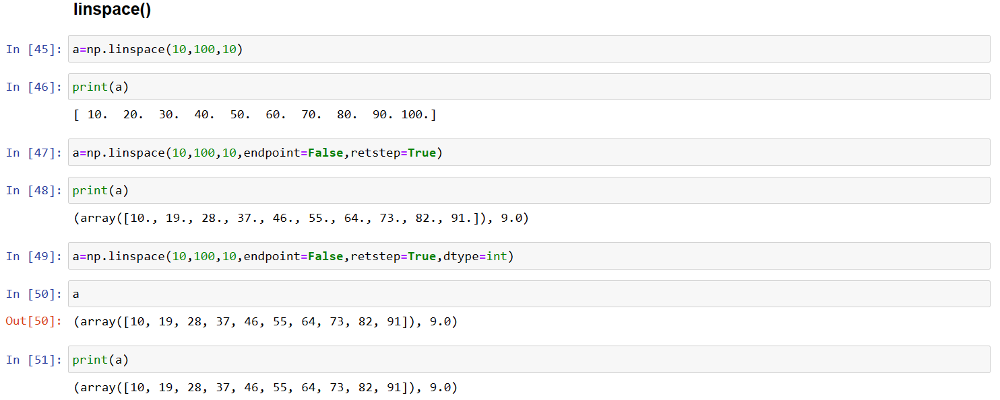 linspace()
In [45]: a=np.linspace(10,100,10)
In [46]: print(a)
[ 10.  20.  30.  40.  50.  60.  70.  80.  90. 100.]
In [47]: a=np.linspace(10,100,10,endpoint=False,retstep=True)
In [48]: print(a)
(array([10., 19., 28., 37., 46., 55., 64., 73., 82., 91.]), 9.0)
In [49]: a=np.linspace(10,100,10,endpoint=False,retstep=True,dtype=int)
In [50]: a
Out[50]: (array([10, 19, 28, 37, 46, 55, 64, 73, 82, 91]), 9.0)
In [51]: print(a)
(array([10, 19, 28, 37, 46, 55, 64, 73, 82, 91]), 9.0)